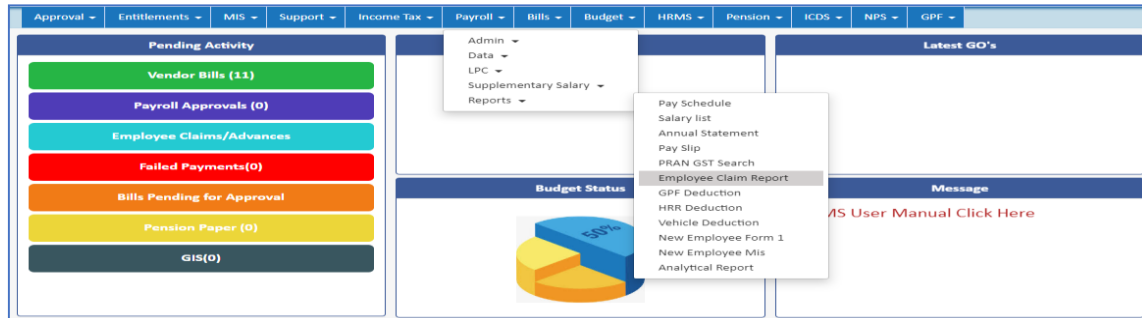 Approval Entitlements MIS Support Income Tax Payroll Bills Budget HRMS Pension ICDS NPS GPF
Pending Activity
Vendor Bills (11)
Payroll Approvals (0)
Employee Claims/Advances
Failed Payments(0)
Bills Pending for Approval
Pension Paper (0)
GIS(0)
Admin
Data
LPC
Supplementary Salary
Reports
Pay Schedule
Salary list
Annual Statement
Pay Slip
PRAN GST Search
Employee Claim Report
GPF Deduction
HRR Deduction
Vehicle Deduction
New Employee Form 1
New Employee Mis
Analytical Report
Budget Status
50%
Latest GO's
Message
MS User Manual Click Here